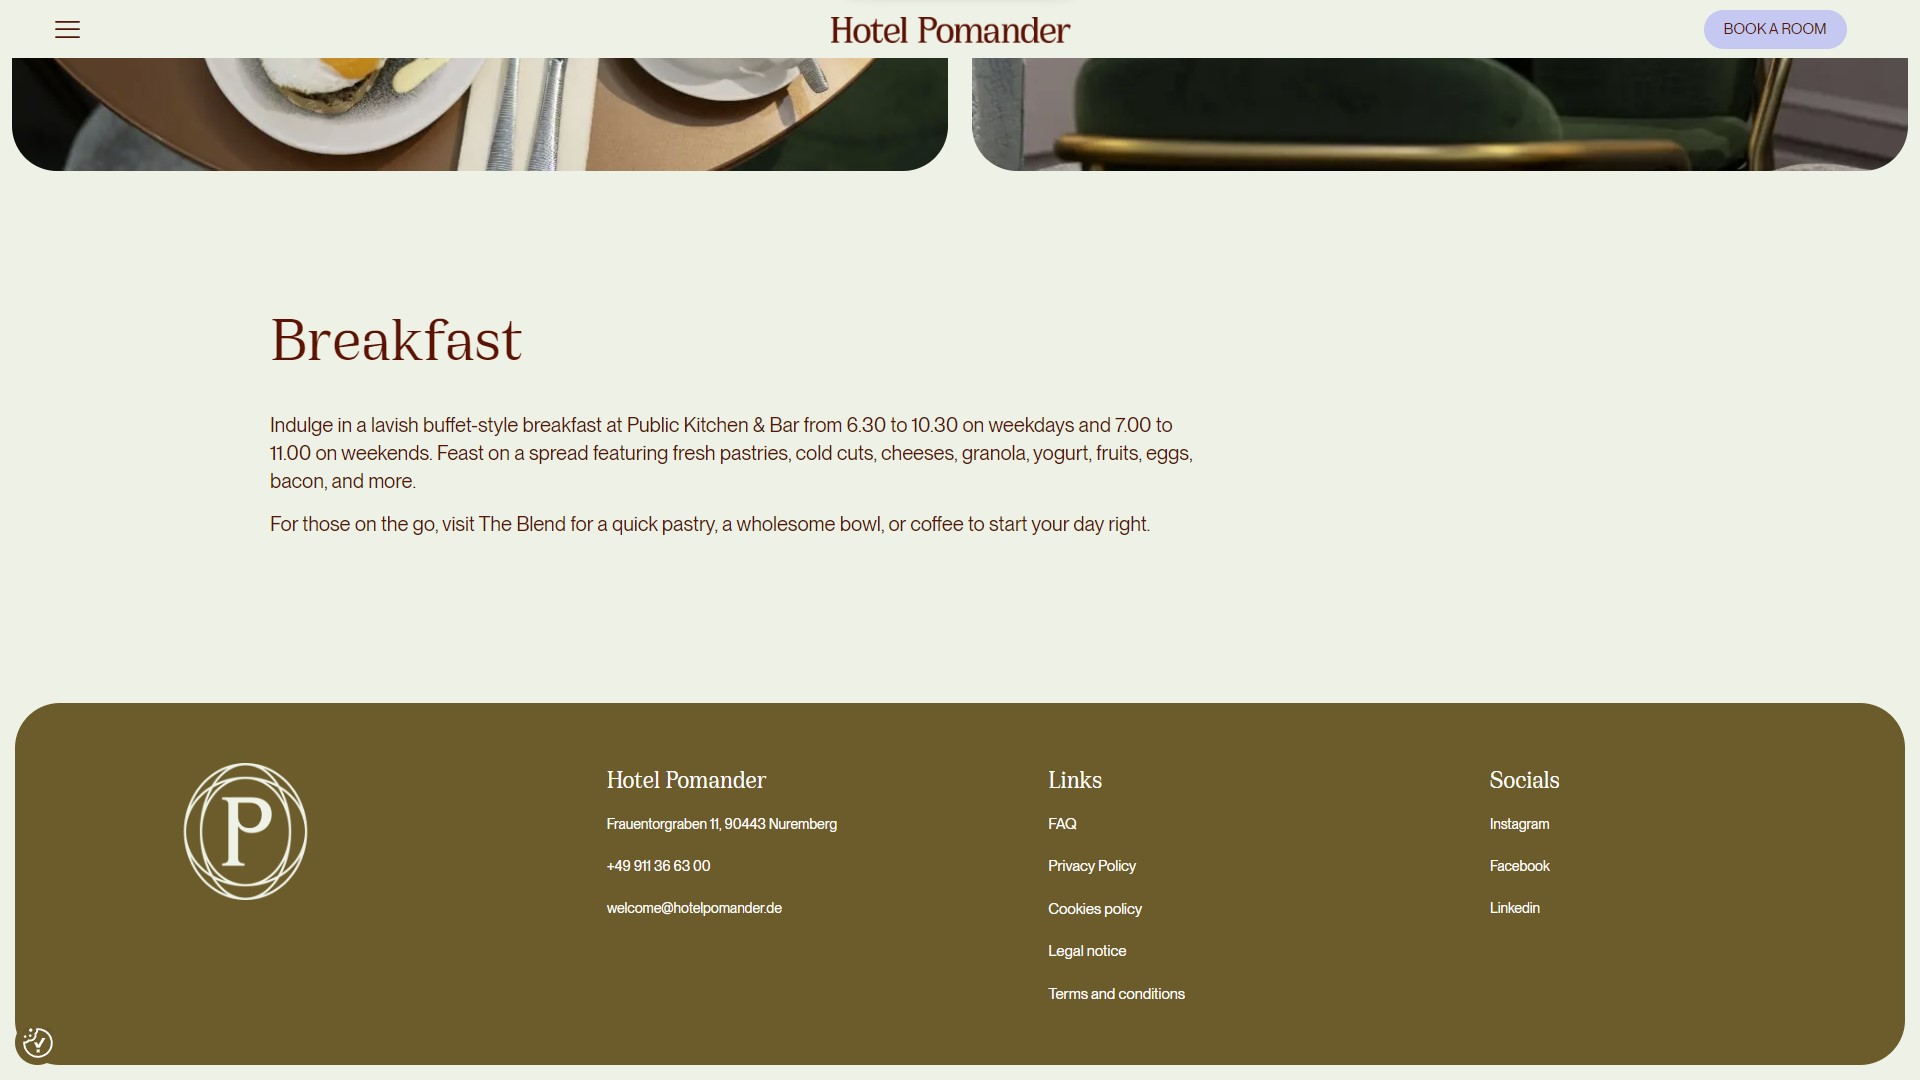 Hotel Pomander
BOOK A ROOM
Breakfast
Indulge in a lavish buffet-style breakfast at Public Kitchen & Bar from 6.30 to 10.30 on weekdays and 7.00 to
11.00 on weekends. Feast on a spread featuring fresh pastries, cold cuts, cheeses, granola, yogurt, fruits, eggs,
bacon, and more.
For those on the go, visit The Blend for a quick pastry, a wholesome bowl, or coffee to start your day right.
P
Hotel Pomander
Frauentorgraben 11, 90443 Nuremberg
+49 911 36 63 00
welcome@hotelpomander.de
Links
FAQ
Privacy Policy
Cookies policy
Legal notice
Terms and conditions
Socials
Instagram
Facebook
Linkedin